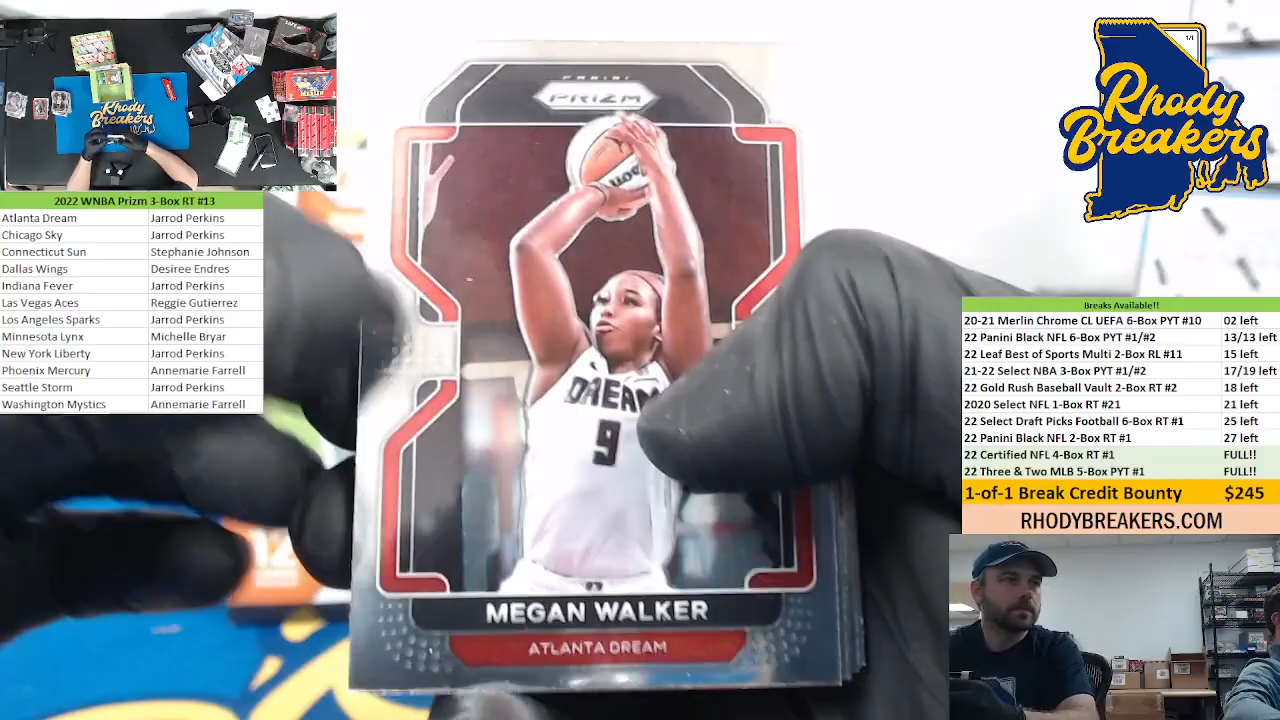 Rhody
Breakers
2022 WNBA Prizm 3-Box RT #13
Atlanta Dream Jarrod Perkins
Chicago Sky Jarrod Perkins
Connecticut Sun Stephanie Johnson
Dallas Wings Desiree Endres
Indiana Fever Jarrod Perkins
Las Vegas Aces Reggie Gutierrez
Los Angeles Sparks Jarrod Perkins
Minnesota Lynx Michelle Bryar
New York Liberty Jarrod Perkins
Phoenix Mercury Annemarie Farrell
Seattle Storm Jarrod Perkins
Washington Mystics Annemarie Farrell
PANINI
PRIZM
DREAM
9
MEGAN WALKER
ATLANTA DREAM
1/1
Rhody
Breakers
Breaks Available!!
20-21 Merlin Chrome CL UEFA 6-Box PYT #10 02 left
22 Panini Black NFL 6-Box PYT #1/#2 13/13 left
22 Leaf Best of Sports Multi 2-Box RL #11 15 left
21-22 Select NBA 3-Box PYT #1/#2 17/19 left
22 Gold Rush Baseball Vault 2-Box RT #2 18 left
2020 Select NFL 1-Box RT #21 21 left
22 Select Draft Picks Football 6-Box RT #1 25 left
22 Panini Black NFL 2-Box RT #1 27 left
22 Certified NFL 4-Box RT #1 FULL!!
22 Three & Two MLB 5-Box PYT #1 FULL!!
1-of-1 Break Credit Bounty $245
RHODYBREAKERS.COM